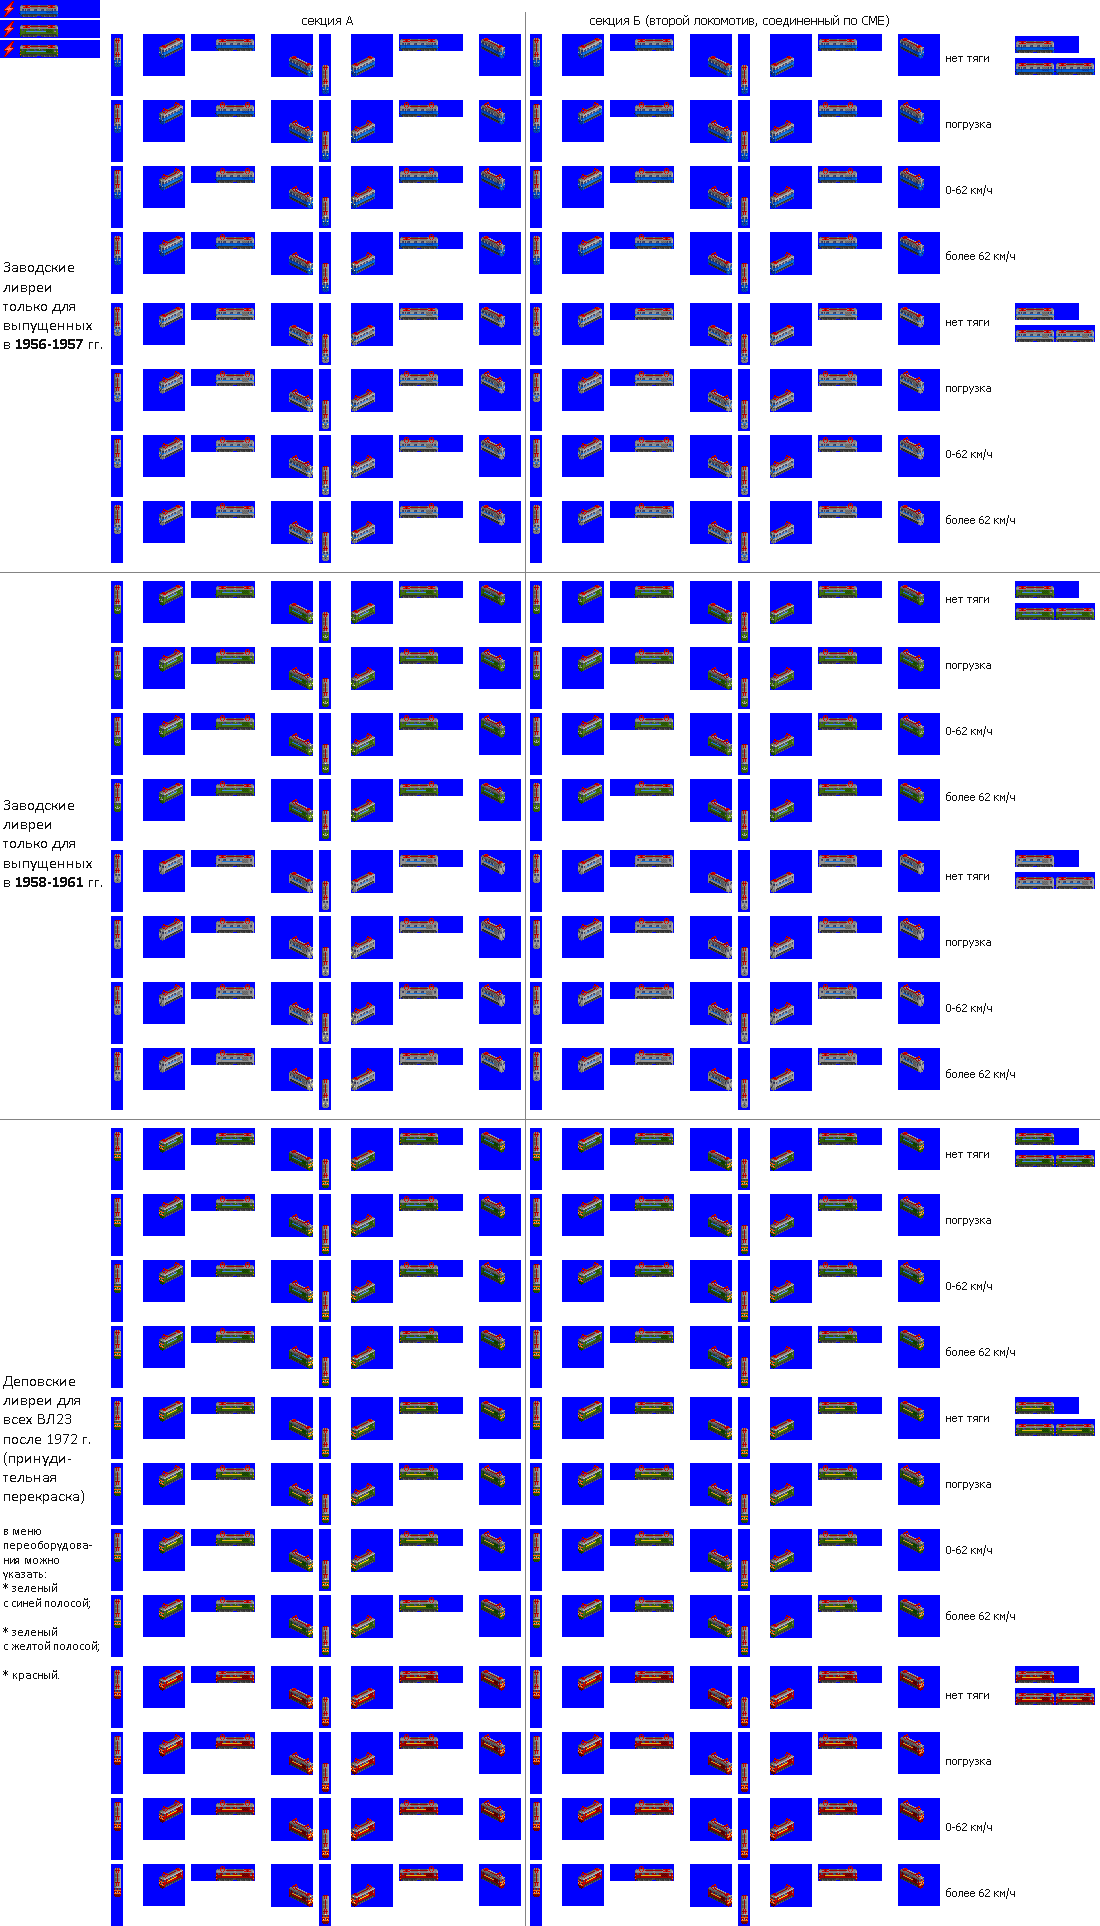 секция А
секция Б (второй локомотив, соединенный по СМЕ)
нет тяги
погрузка
0-62 км/ч
более 62 км/ч
Заводские
ливреи
только для
выпущенных
в 1956-1957 гг.
нет тяги
погрузка
0-62 км/ч
более 62 км/ч
нет тяги
погрузка
0-62 км/ч
более 62 км/ч
Заводские
ливреи
только для
выпущенных
в 1958-1961 гг.
нет тяги
погрузка
0-62 км/ч
более 62 км/ч
нет тяги
погрузка
0-62 км/ч
более 62 км/ч
Деповские
ливреи для
всех ВЛ23
после 1972 г.
(принуди-
тельная
перекраска)
в меню
переоборудова-
ния можно
указать:
* зеленый
с синей полосой;
* зеленый
с желтой полосой;
* красный.
нет тяги
погрузка
0-62 км/ч
более 62 км/ч
нет тяги
погрузка
0-62 км/ч
более 62 км/ч